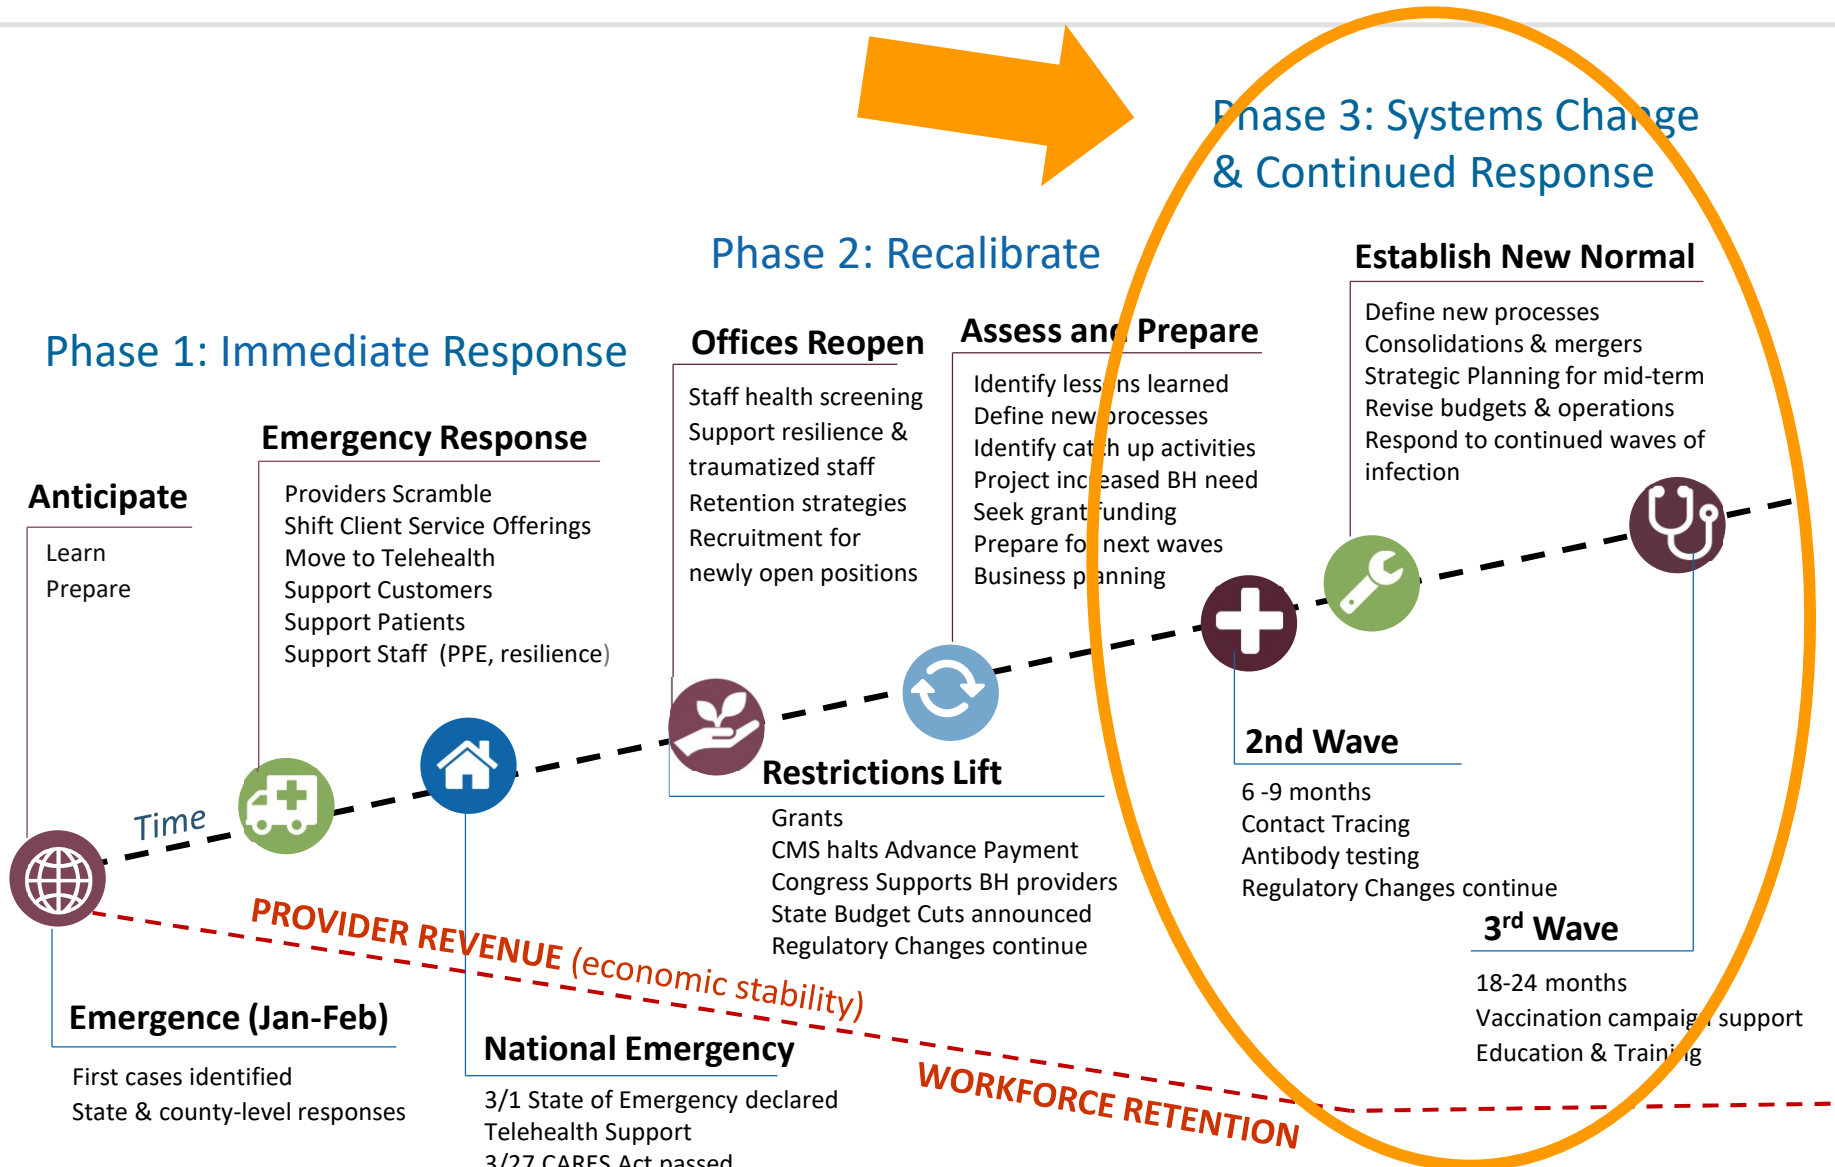 Phase 3: Systems Change
& Continued Response
Phase 2: Recalibrate
Phase 1: Immediate Response
Establish New Normal
Define new processes
Consolidations & mergers
Strategic Planning for mid-term
Revise budgets & operations
Respond to continued waves of
infection
Assess and Prepare
Identify lessons learned
Define new processes
Identify catch up activities
Project increased BH need
Seek grant funding
Prepare for next waves
Business planning
Offices Reopen
Staff health screening
Support resilience &
traumatized staff
Retention strategies
Recruitment for
newly open positions
Emergency Response
Providers Scramble
Shift Client Service Offerings
Move to Telehealth
Support Customers
Support Patients
Support Staff (PPE, resilience)
Anticipate
Learn
Prepare
Time
2nd Wave
6 -9 months
Contact Tracing
Antibody testing
Regulatory Changes continue
Restrictions Lift
Grants
CMS halts Advance Payment
Congress Supports BH providers
State Budget Cuts announced
Regulatory Changes continue
3rd Wave
18-24 months
Vaccination campaign support
Education & Training
PROVIDER REVENUE (economic stability)
WORKFORCE RETENTION
Emergence (Jan-Feb)
First cases identified
State & county-level responses
National Emergency
3/1 State of Emergency declared
Telehealth Support
3/27 CARES Act passed